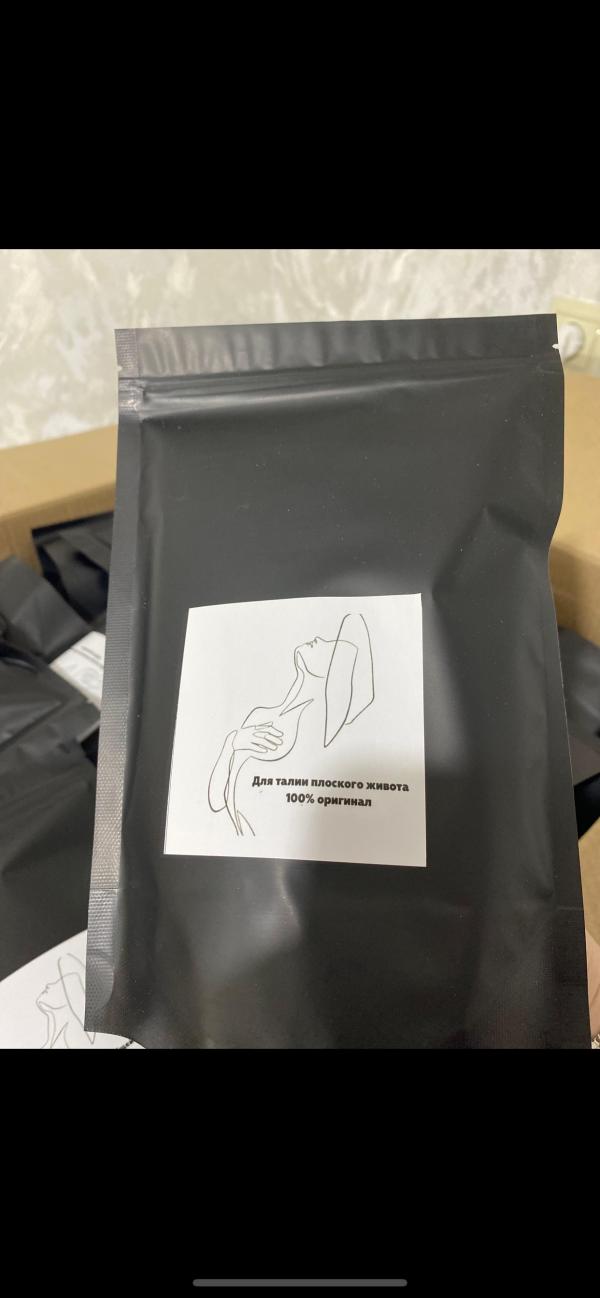 Для талии плоского живота
100% оригинал